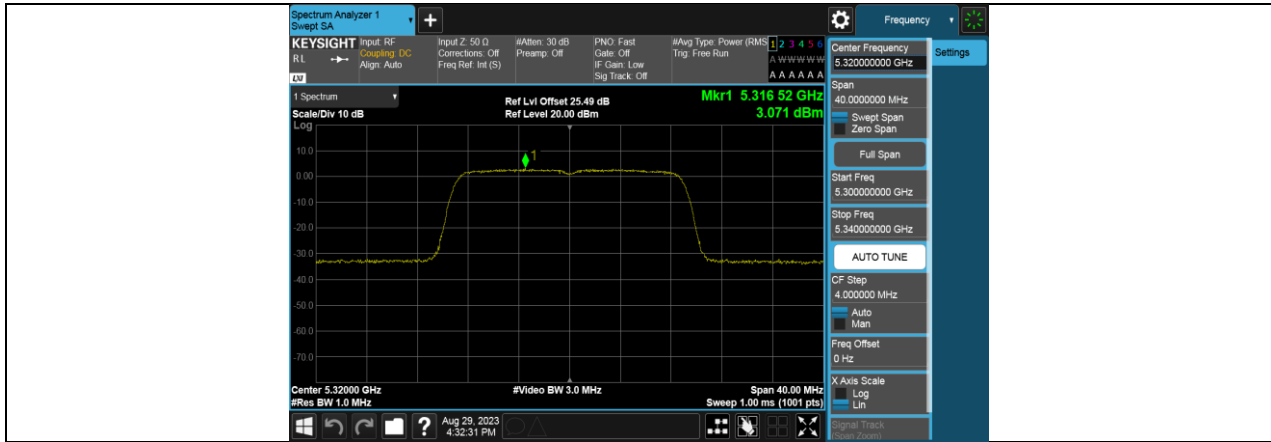 Spectrum Analyzer 1
Swept SA
+
Frequency
KEYSIGHT
RL
LXI
Input: RF
Coupling: DC
Align: Auto
Input Z: 50 Ω
Corrections: Off
Freq Ref: Int (S)
#Atten: 30 dB
Preamp: Off
PNO: Fast
Gate: Off
IF Gain: Low
Sig Track: Off
#Avg Type: Power (RMS
Trig: Free Run
1 2 3 4 5 6
A W W W W W
A A A A A A
1 Spectrum
Scale/Div 10 dB
Log
Ref Lvl Offset 25.49 dB
Ref Level 20.00 dBm
Mkr1 5.316 52 GHz
3.071 dBm
1
10.0
0.00
-10.0
-20.0
-30.0
-40.0
-50.0
-60.0
-70.0
Center 5.32000 GHz
#Res BW 1.0 MHz
#Video BW 3.0 MHz
Span 40.00 MHz
Sweep 1.00 ms (1001 pts)
?
Aug 29, 2023
4:32:31 PM
Center Frequency
5.320000000 GHz
Settings
Span
40.0000000 MHz
Swept Span
Zero Span
Full Span
Start Freq
5.300000000 GHz
Stop Freq
5.340000000 GHz
AUTO TUNE
CF Step
4.000000 MHz
Auto
Man
Freq Offset
0 Hz
X Axis Scale
Log
Lin
Signal Track
(Span Zoom)